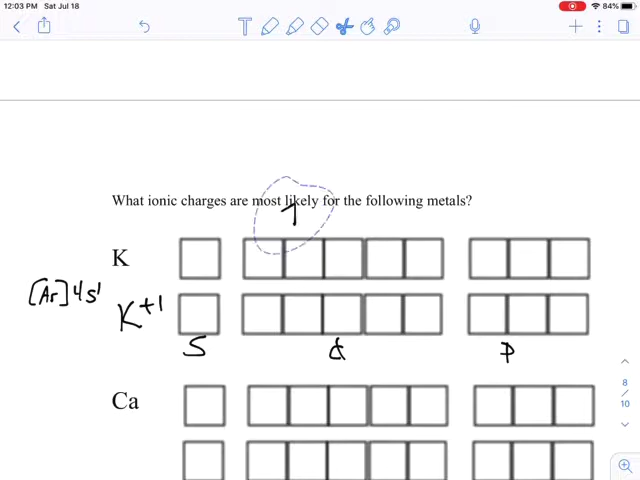 12:03 PM Sat Jul 18
84%
What ionic charges are most likely for the following metals?
1
K
[Ar]4s¹
K⁺¹
S
d
P
Ca
8
/
10